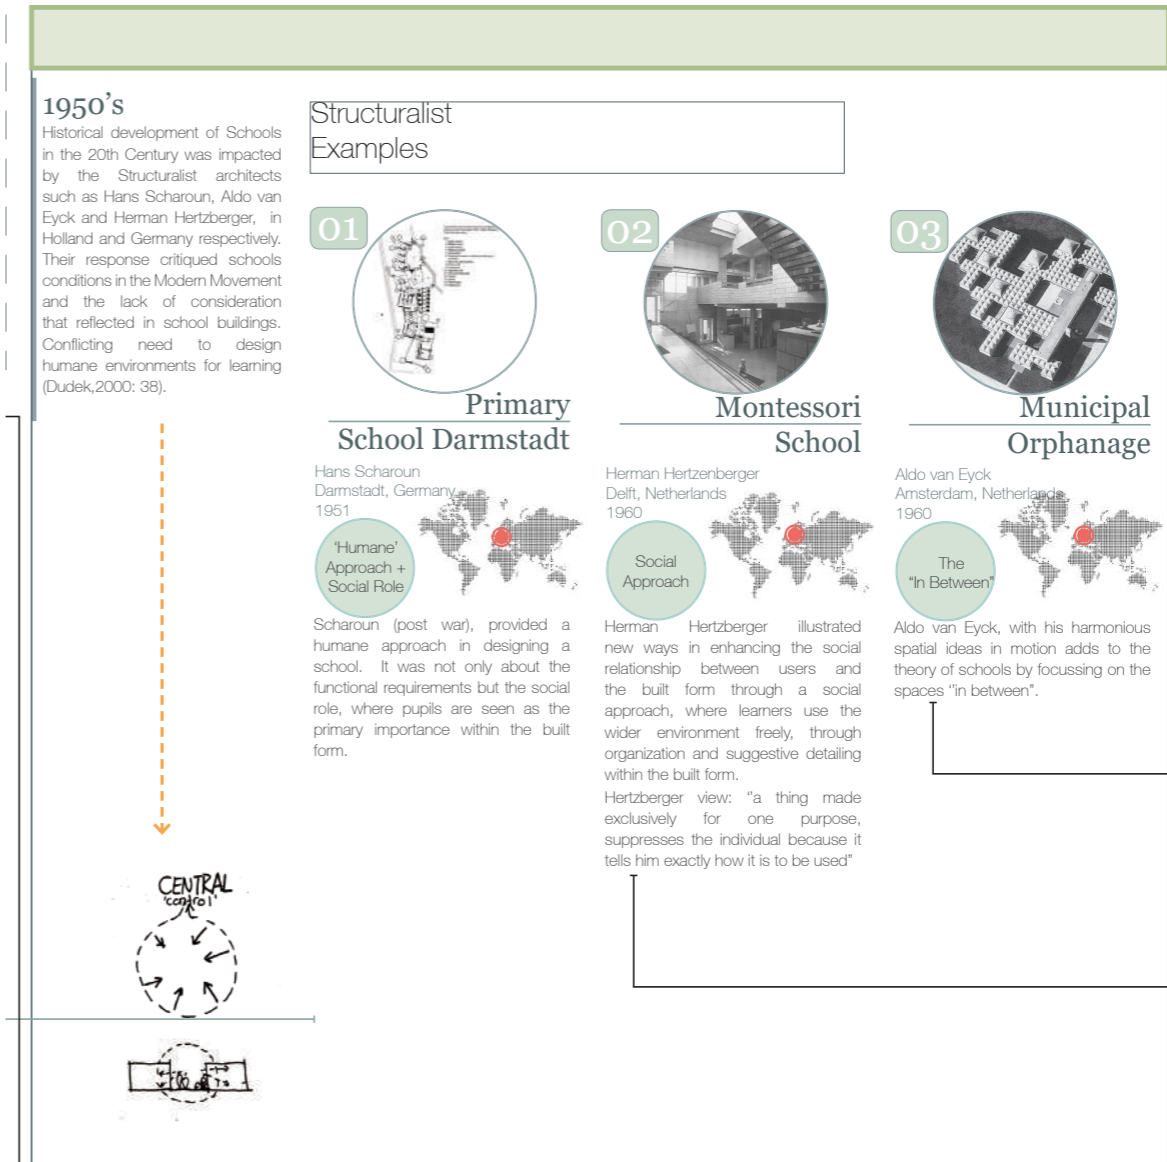 1950's
Historical development of Schools
in the 20th Century was impacted
by the Structuralist architects
such as Hans Scharoun, Aldo van
Eyck and Herman Hertzberger, in
Holland and Germany respectively.
Their response critiqued schools
conditions in the Modern Movement
and the lack of consideration
that reflected in school buildings.
Conflicting need to design
humane environments for learning
(Dudek,2000: 38).
CENTRAL
'control'
Structuralist
Examples
01
Primary
School Darmstadt
Hans Scharoun
Darmstadt, Germany
1951
'Humane'
Approach +
Social Role
Scharoun (post war), provided a
humane approach in designing a
school. It was not only about the
functional requirements but the social
role, where pupils are seen as the
primary importance within the built
form.
02
Montessori
School
Herman Hertzenberger
Delft, Netherlands
1960
Social
Approach
Herman Hertzberger illustrated
new ways in enhancing the social
relationship between users and
the built form through a social
approach, where learners use the
wider environment freely, through
organization and suggestive detailing
within the built form.
Hertzberger view: "a thing made
exclusively for one purpose,
suppresses the individual because it
tells him exactly how it is to be used"
03
Municipal
Orphanage
Aldo van Eyck
Amsterdam, Netherlands
1960
The
"In Between"
Aldo van Eyck, with his harmonious
spatial ideas in motion adds to the
theory of schools by focussing on the
spaces "in between".